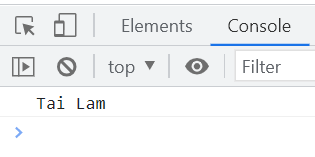 Elements Console
top ▼ Filter
Tai Lam
>